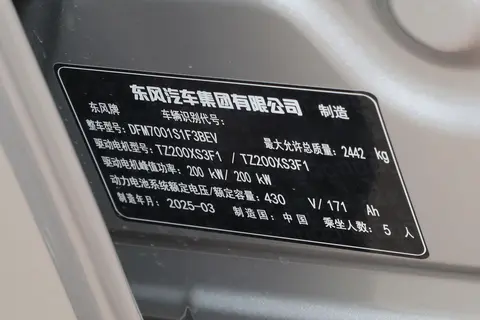 东风汽车集团有限公司 制造
东风牌 车辆识别代号:
整车型号: DFM7001S1F3BEV 最大允许总质量: 2442 kg
驱动电机型号: TZ200XS3F1 / TZ200XS3F1
驱动电机峰值功率: 200 kW/ 200 kW
动力电池系统额定电压/额定容量: 430 V/ 171 Ah
制造年月: 2025-03 制造国: 中国 乘坐人数: 5 人